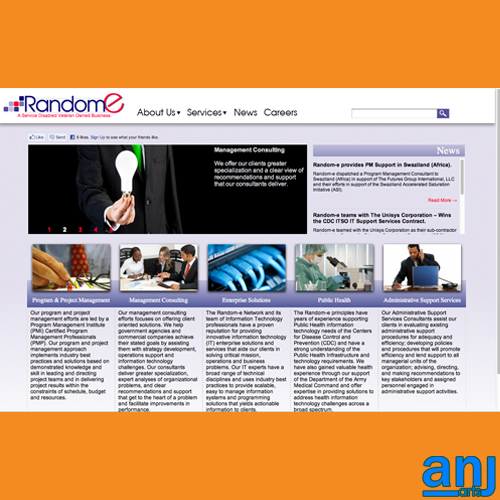 RandomE
A Service Disabled Veteran Owned Business
About Us Services News Careers
Like Send 6 likes. Sign Up to see what your friends like.
Management Consulting
We offer our clients greater
specialization and a clear view of
recommendations and support
that our consultants deliver.
1 2 3 4
News
Random-e provides PM Support in Swaziland (Africa).
Random-e dispatched a Program Management Consultant to
Swaziland (Africa) in support of The Futures Group International, LLC
and their efforts in support of the Swaziland Accelerated Saturation
Initiative (ASI).
Read More →
Random-e teams with The Unisys Corporation – Wins
the CDC ITSO IT Support Services Contract.
Random-e teamed with The Unisys Corporation as their sub-contractor
Program & Project Management
Our program and project
management efforts are led by a
Program Management Institute
(PMI) Certified Program
Management Professionals
(PMP). Our program and project
management approach
implements industry best
practices and solutions based on
demonstrated knowledge and
skilled in leading and directing
project teams and in delivering
project results within the
constraints of schedule, budget
and resources.
Management Consulting
Our management consulting
efforts focuses on offering client
oriented solutions. We help
government agencies and
commercial companies achieve
their stated goals by assisting
them with strategy development,
operations support and
information technology
challenges. Our consultants
deliver greater specialization,
expert analyses of organizational
problems, and clear
recommendations and support
that get to the heart of a problem
and facilitate improvements in
performance.
Enterprise Solutions
The Random-e Network and its
team of Information Technology
professionals have a proven
reputation for providing
innovative information technology
(IT) enterprise solutions and
services that aide our clients in
solving critical mission,
operations and business
problems. Our IT experts have a
broad range of technical
disciplines and uses industry best
practices to provide scalable,
easy to manage information
systems and programming
solutions that yields actionable
information to clients.
Public Health
The Random-e principles have
years of experience supporting
Public Health information
technology needs of the Centers
for Disease Control and
Prevention (CDC) and have a
strong understanding of the
Public Health Infrastructure and
technology requirements. We
have also gained valuable health
experience through our support
of the Department of the Army
Medical Command and offer
expertise in providing solutions to
address health information
technology challenges across a
broad spectrum.
Administrative Support Services
Our Administrative Support
Services Consultants assist our
clients in evaluating existing
administrative support
procedures for adequacy and
efficiency; developing policies
and procedures that will promote
efficiency and lend support to all
managerial units of the
organization; advising, directing,
and making recommendations to
key stakeholders and assigned
personnel engaged in
administrative support activities.
anj